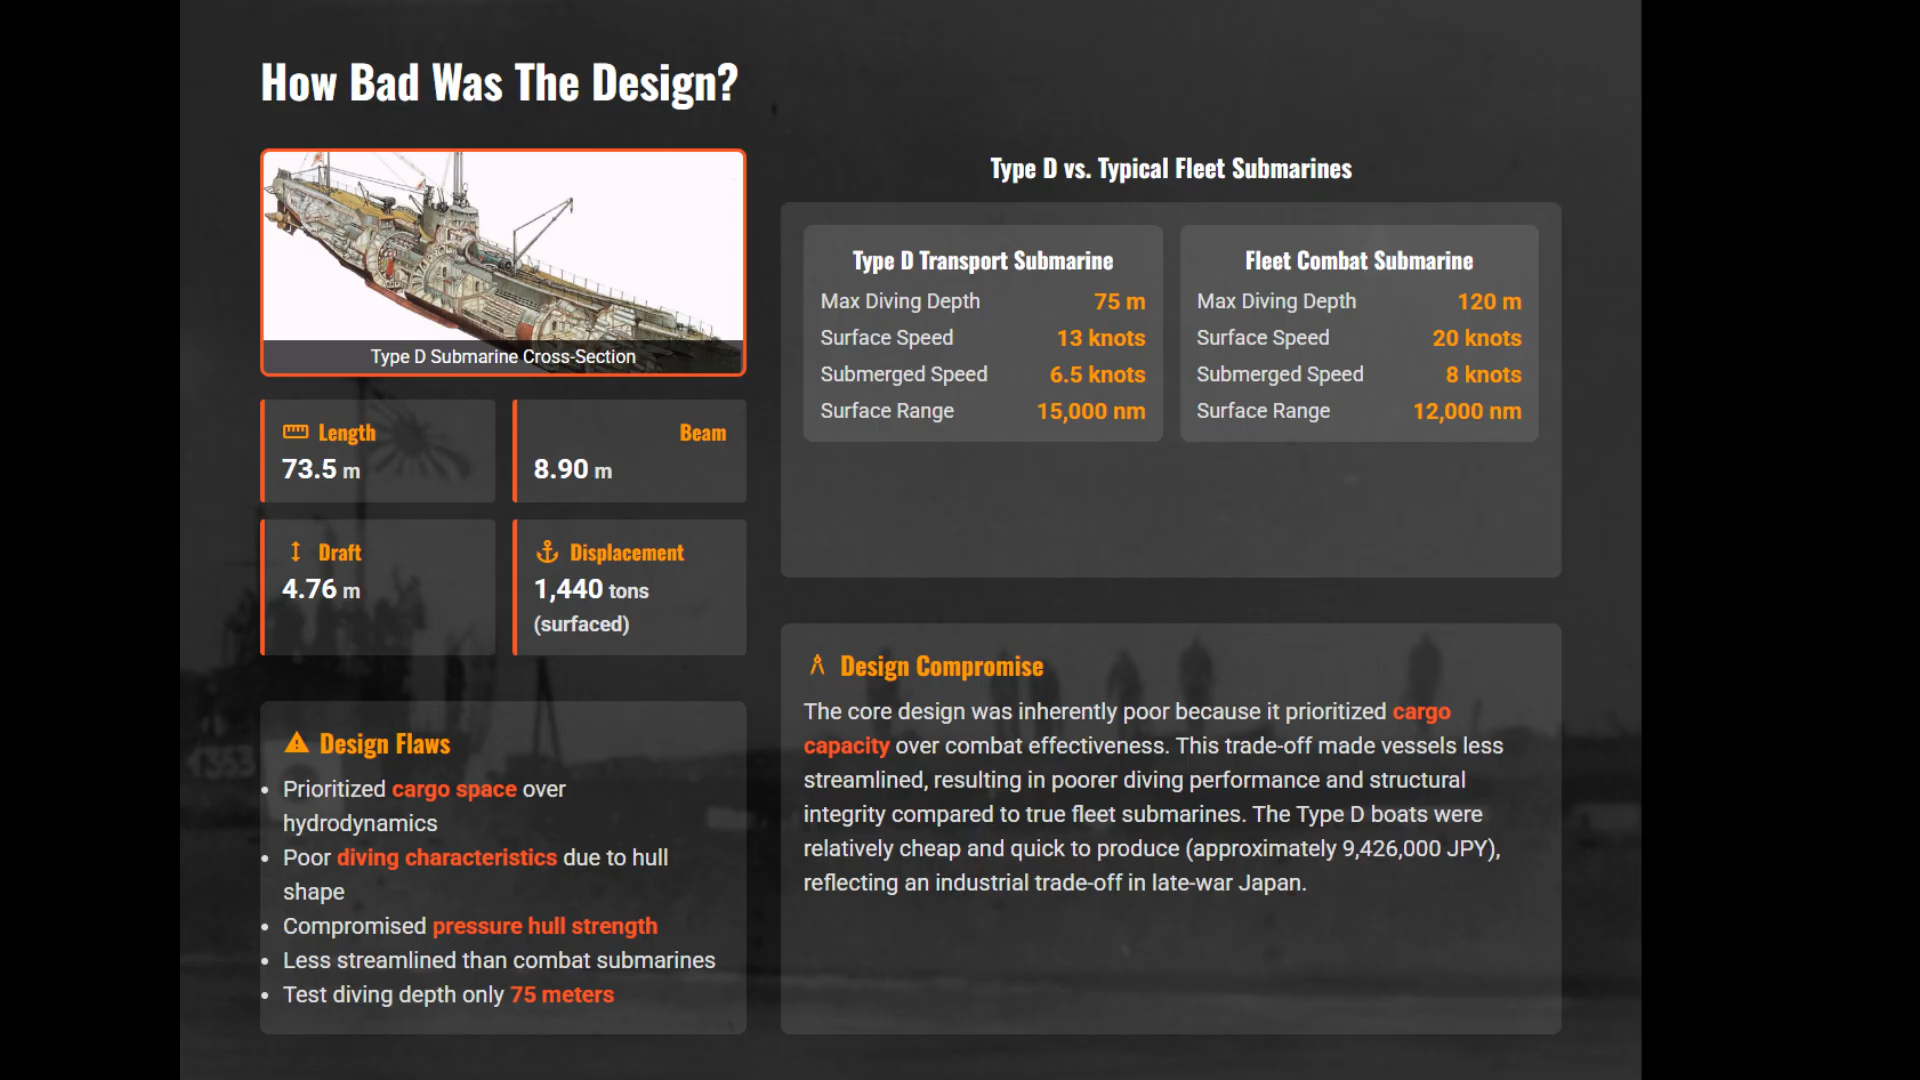 How Bad Was The Design?
Type D Submarine Cross-Section
Length
73.5 m
Beam
8.90 m
Draft
4.76 m
Displacement
1,440 tons
(surfaced)
Design Flaws
• Prioritized cargo space over
hydrodynamics
• Poor diving characteristics due to hull
shape
• Compromised pressure hull strength
• Less streamlined than combat submarines
• Test diving depth only 75 meters
Type D vs. Typical Fleet Submarines
Type D Transport Submarine
Max Diving Depth 75 m
Surface Speed 13 knots
Submerged Speed 6.5 knots
Surface Range 15,000 nm
Fleet Combat Submarine
Max Diving Depth 120 m
Surface Speed 20 knots
Submerged Speed 8 knots
Surface Range 12,000 nm
Design Compromise
The core design was inherently poor because it prioritized cargo
capacity over combat effectiveness. This trade-off made vessels less
streamlined, resulting in poorer diving performance and structural
integrity compared to true fleet submarines. The Type D boats were
relatively cheap and quick to produce (approximately 9,426,000 JPY),
reflecting an industrial trade-off in late-war Japan.